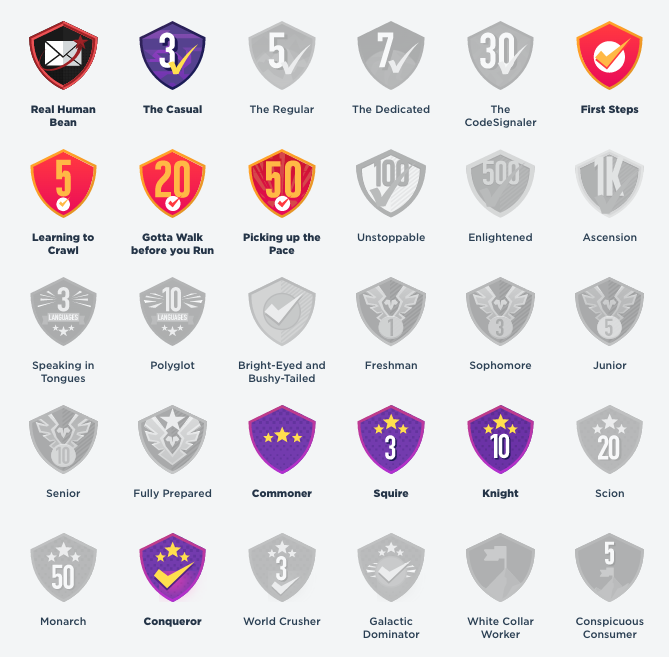 3 5 7 30
Real Human The Casual The Regular The Dedicated The First Steps
Bean CodeSignaler
5 20 50 100 500 1K
Learning to Gotta Walk Picking up the Unstoppable Enlightened Ascension
Crawl before you Run Pace
3 10
LANGUAGES LANGUAGES 1 3 5
Speaking in Polyglot Bright-Eyed and Freshman Sophomore Junior
Tongues Bushy-Tailed
10 3 10 20
Senior Fully Prepared Commoner Squire Knight Scion
50 3 5
Monarch Conqueror World Crusher Galactic White Collar Conspicuous
Dominator Worker Consumer